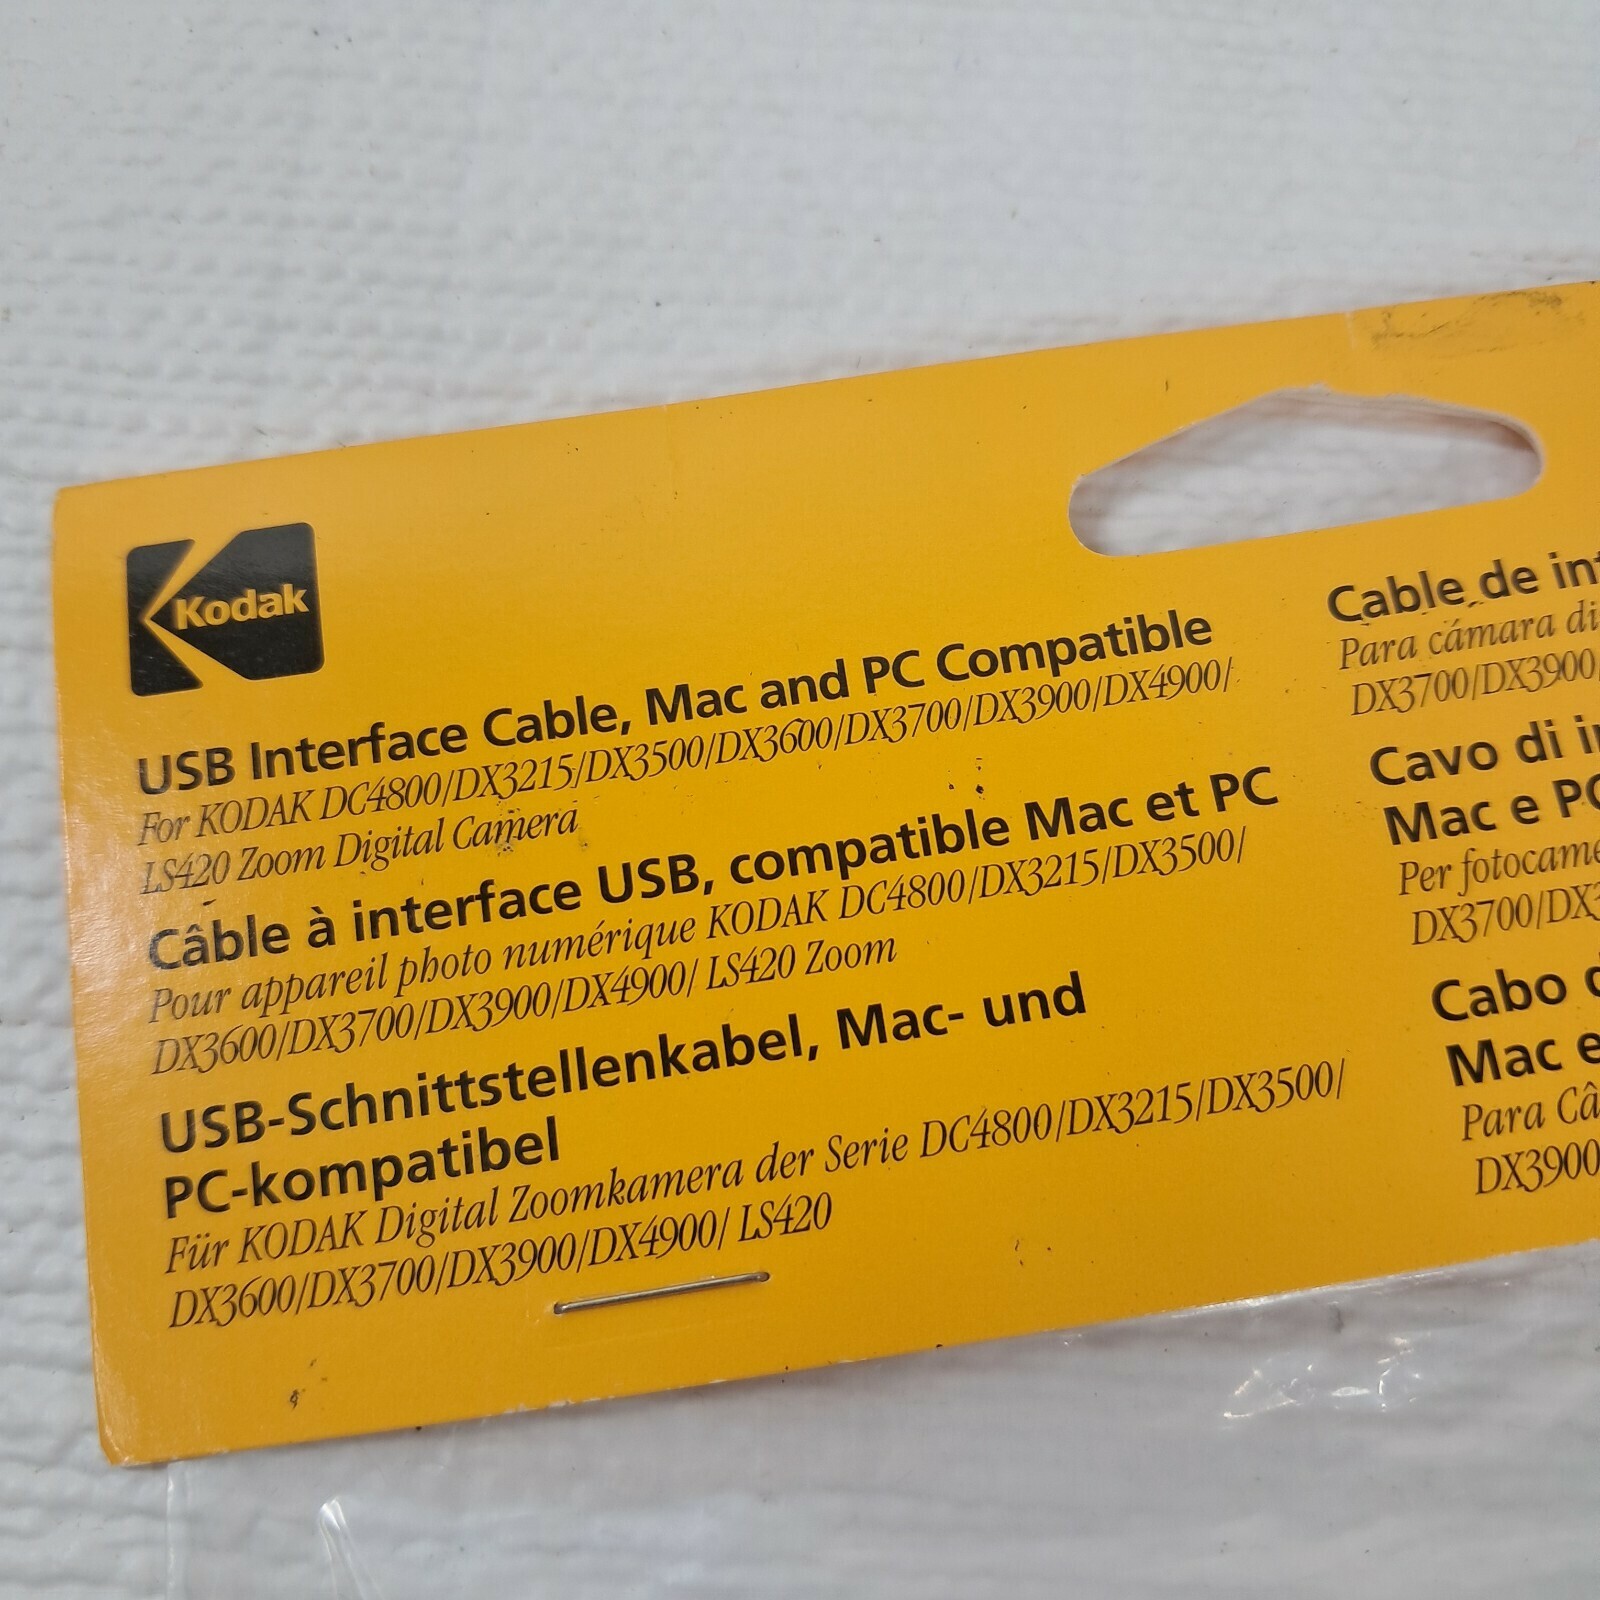 Kodak
USB Interface Cable, Mac and PC Compatible
For KODAK DC4800/DX3215/DX3500/DX3600/DX3700/DX3900/DX4900/
LS420 Zoom Digital Camera
Câble à interface USB, compatible Mac et PC
Pour appareil photo numérique KODAK DC4800/DX3215/DX3500/
DX3600/DX3700/DX3900/DX4900/ LS420 Zoom
USB-Schnittstellenkabel, Mac- und
PC-kompatibel
Für KODAK Digital Zoomkamera der Serie DC4800/DX3215/DX3500/
DX3600/DX3700/DX3900/DX4900/ LS420
Cable de
Para cámara
DX3700/DX3900
Cavo di
Mac e
Per
DX3700/
Cabo
Mac
Para
DX3900